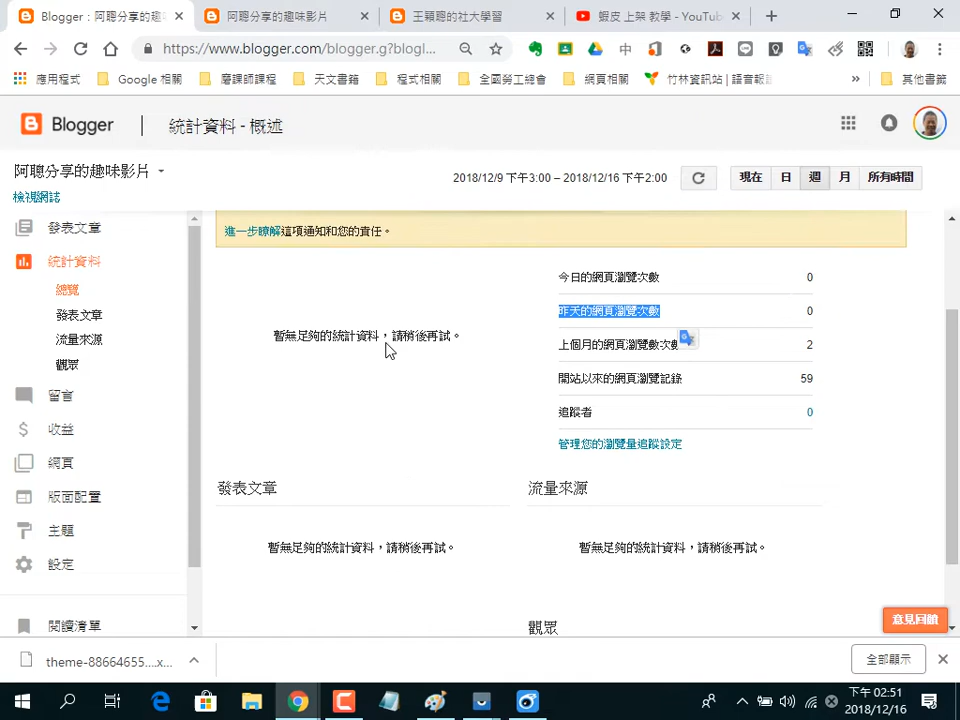 Blogger：阿聰分享的趣
阿聰分享的趣味影片
王穎聰的社大學習
蝦皮 上架 教學 - YouTub
https://www.blogger.com/blogger.g?blogI...
應用程式
Google 相關
磨課師課程
天文書籍
程式相關
全國勞工總會
網頁相關
竹林資訊站 | 語音報
其他書籤
Blogger
統計資料 - 概述
阿聰分享的趣味影片
2018/12/9 下午3:00 – 2018/12/16 下午2:00
現在 日 週 月 所有時間
檢視網誌
進一步瞭解這項通知和您的責任。
發表文章
統計資料
總覽
發表文章
流量來源
觀眾
留言
收益
網頁
版面配置
主題
設定
閱讀清單
暫無足夠的統計資料，請稍後再試。
今日的網頁瀏覽次數 0
昨天的網頁瀏覽次數 0
上個月的網頁瀏覽數次數 2
開站以來的網頁瀏覽記錄 59
追蹤者 0
管理您的瀏覽量追蹤設定
發表文章
暫無足夠的統計資料，請稍後再試。
流量來源
暫無足夠的統計資料，請稍後再試。
觀眾
意見回饋
theme-88664655....x...
全部顯示
下午 02:51
2018/12/16